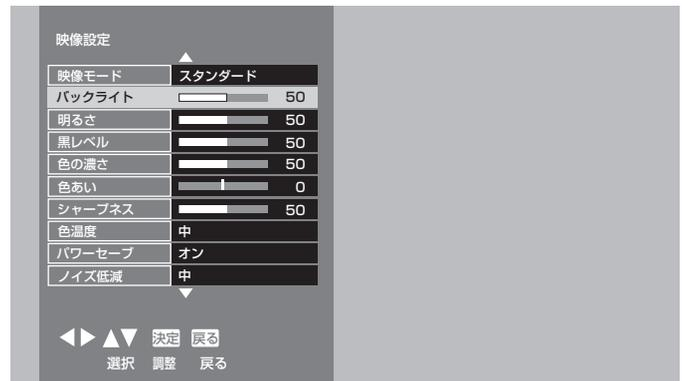 映像設定
映像モード スタンダード
バックライト 50
明るさ 50
黒レベル 50
色の濃さ 50
色あい 0
シャープネス 50
色温度 中
パワーセーブ オン
ノイズ低減 中
決定 戻る
選択 調整 戻る